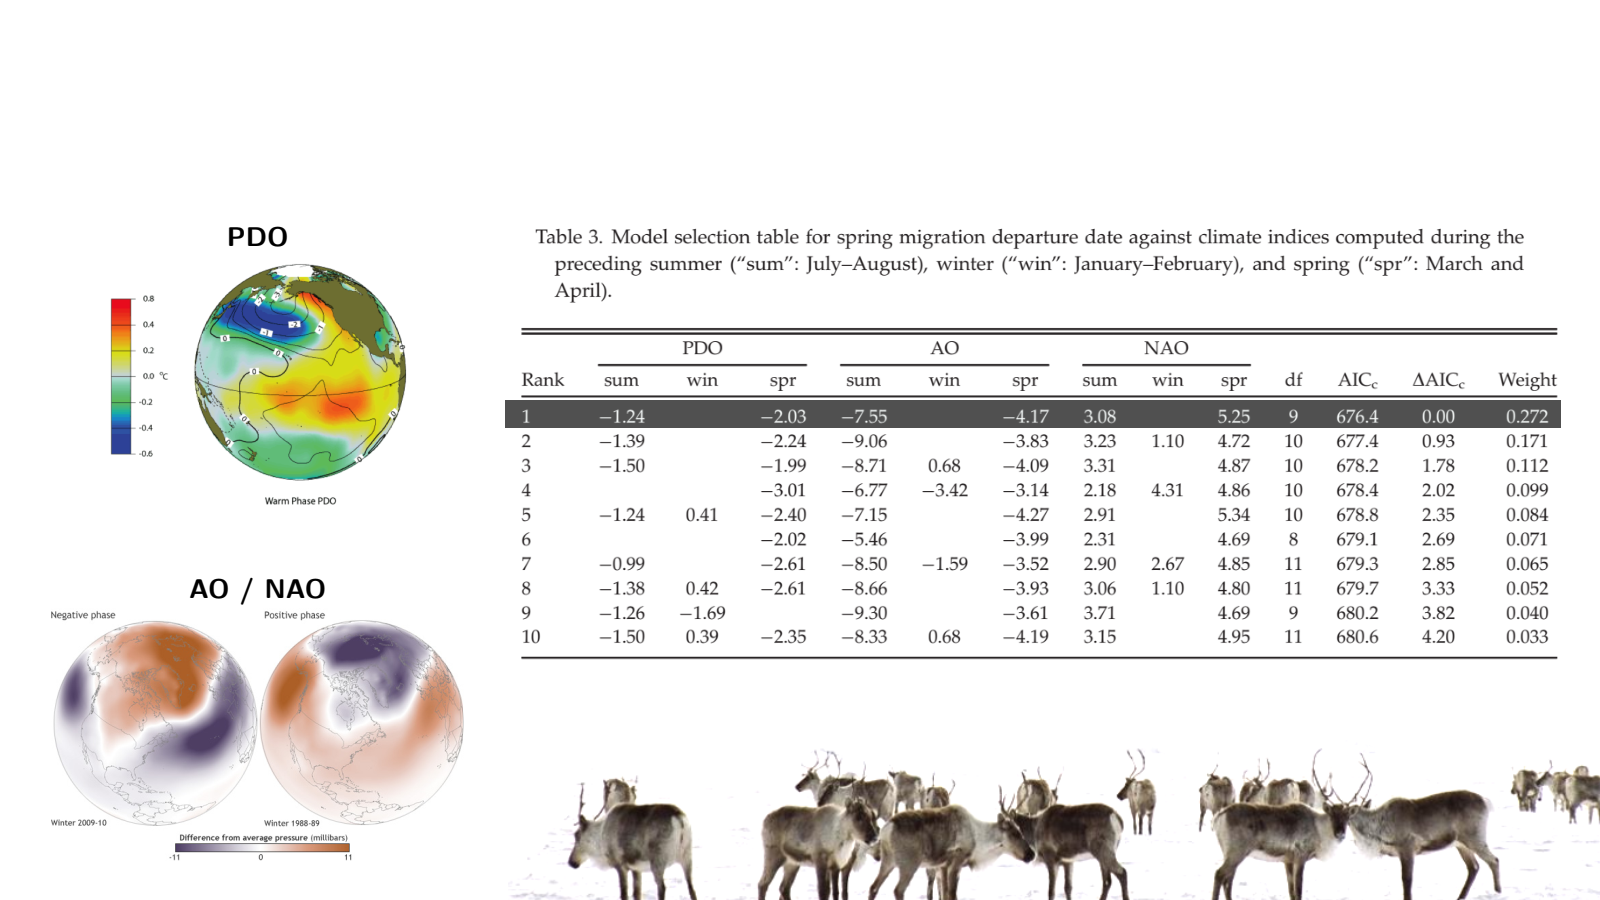 PDO
0.8
0.4
0.2
0.0 °C
-0.2
-0.4
-0.6
Warm Phase PDO
AO / NAO
Negative phase
Positive phase
Winter 2009-10
Winter 1988-89
Difference from average pressure (millibars)
-11 0 11
Table 3. Model selection table for spring migration departure date against climate indices computed during the
preceding summer (“sum”: July–August), winter (“win”: January–February), and spring (“spr”: March and
April).
PDO AO NAO
Rank sum win spr sum win spr sum win spr df AICc ΔAICc Weight
1 −1.24 −2.03 −7.55 −4.17 3.08 5.25 9 676.4 0.00 0.272
2 −1.39 −2.24 −9.06 −3.83 3.23 1.10 4.72 10 677.4 0.93 0.171
3 −1.50 −1.99 −8.71 0.68 −4.09 3.31 4.87 10 678.2 1.78 0.112
4 −3.01 −6.77 −3.42 −3.14 2.18 4.31 4.86 10 678.4 2.02 0.099
5 −1.24 0.41 −2.40 −7.15 −4.27 2.91 5.34 10 678.8 2.35 0.084
6 −2.02 −5.46 −3.99 2.31 4.69 8 679.1 2.69 0.071
7 −0.99 −2.61 −8.50 −1.59 −3.52 2.90 2.67 4.85 11 679.3 2.85 0.065
8 −1.38 0.42 −2.61 −8.66 −3.93 3.06 1.10 4.80 11 679.7 3.33 0.052
9 −1.26 −1.69 −9.30 −3.61 3.71 4.69 9 680.2 3.82 0.040
10 −1.50 0.39 −2.35 −8.33 0.68 −4.19 3.15 4.95 11 680.6 4.20 0.033